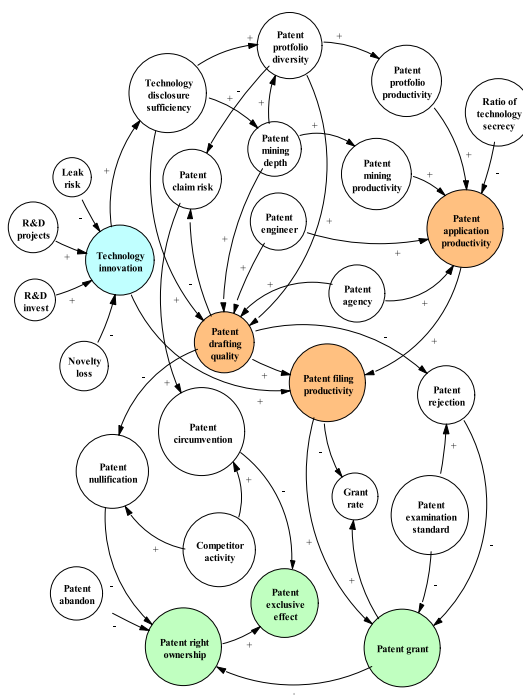 Patent
protfolio
diversity
Technology
disclosure
sufficiency
Patent
protfolio
productivity
Ratio of
technology
secrecy
Patent
mining
depth
Leak
risk
Patent
claim risk
Patent
mining productivity
R&D
projects
Patent
engineer
Patent
application
productivity
Technology
innovation
R&D
invest
Patent
agency
Novelty
loss
Patent
drafting
quality
Patent filing
productivity
Patent
rejection
Patent
circumvention
Patent
nullification
Grant
rate
Patent
examination
standard
Competitor
activity
Patent
abandon
Patent
exclusive
effect
Patent right
ownership
Patent grant